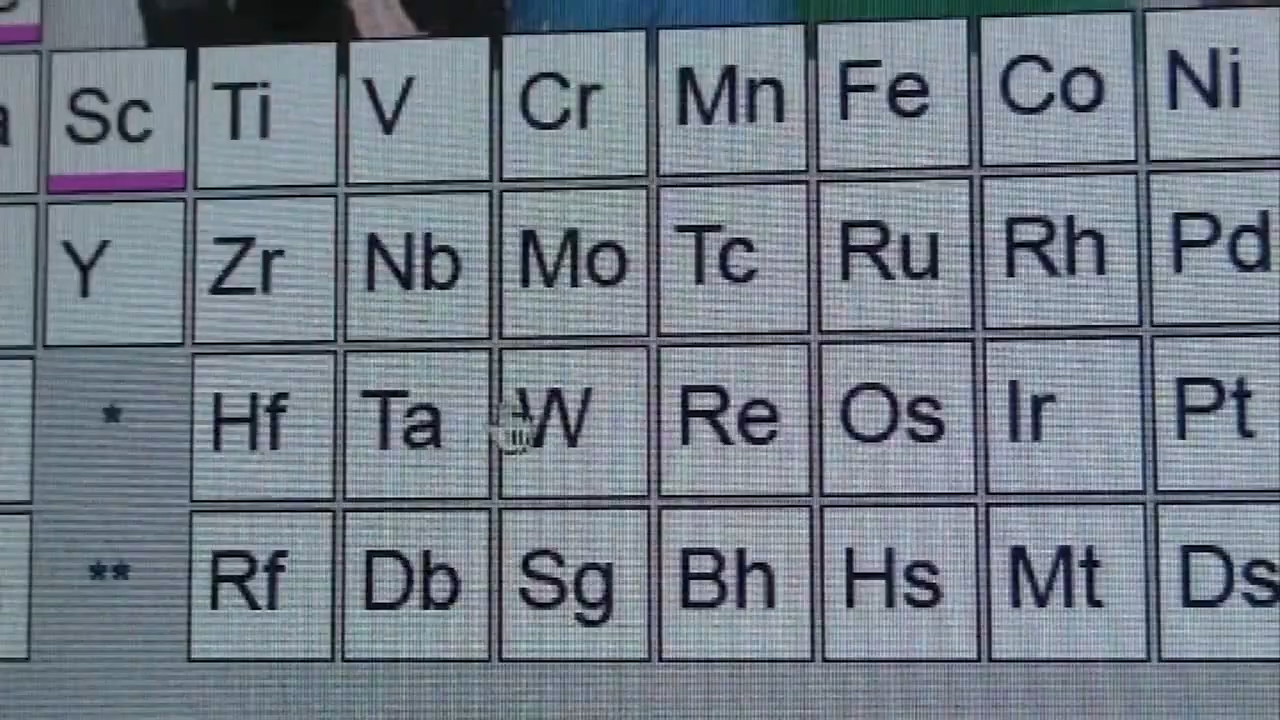 Sc Ti V Cr Mn Fe Co Ni
Y Zr Nb Mo Tc Ru Rh Pd
* Hf Ta W Re Os Ir Pt
** Rf Db Sg Bh Hs Mt Ds